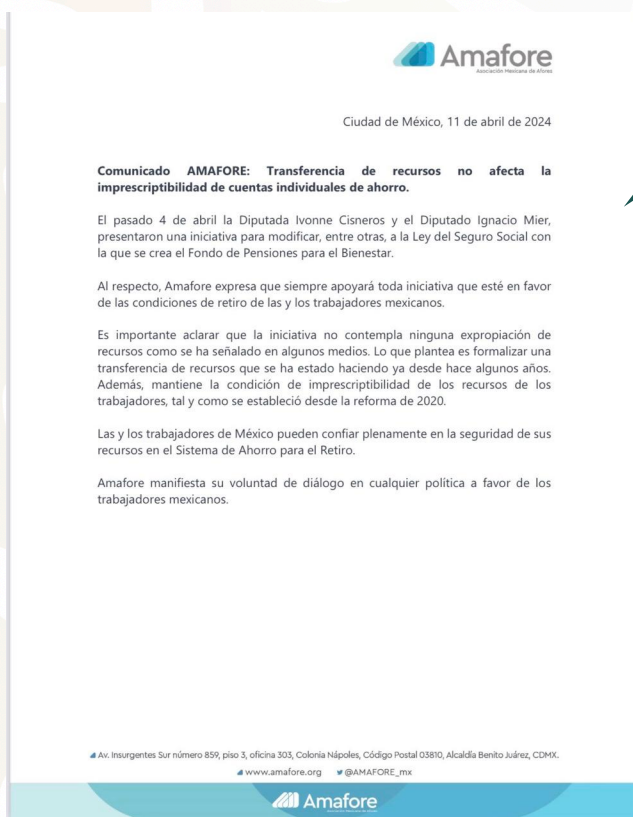 Amafore
Asociación Mexicana de Afores
Ciudad de México, 11 de abril de 2024
Comunicado AMAFORE: Transferencia de recursos no afecta la
imprescriptibilidad de cuentas individuales de ahorro.
El pasado 4 de abril la Diputada Ivonne Cisneros y el Diputado Ignacio Mier,
presentaron una iniciativa para modificar, entre otras, a la Ley del Seguro Social con
la que se crea el Fondo de Pensiones para el Bienestar.
Al respecto, Amafore expresa que siempre apoyará toda iniciativa que esté en favor
de las condiciones de retiro de las y los trabajadores mexicanos.
Es importante aclarar que la iniciativa no contempla ninguna expropiación de
recursos como se ha señalado en algunos medios. Lo que plantea es formalizar una
transferencia de recursos que se ha estado haciendo ya desde hace algunos años.
Además, mantiene la condición de imprescriptibilidad de los recursos de los
trabajadores, tal y como se estableció desde la reforma de 2020.
Las y los trabajadores de México pueden confiar plenamente en la seguridad de sus
recursos en el Sistema de Ahorro para el Retiro.
Amafore manifiesta su voluntad de diálogo en cualquier política a favor de los
trabajadores mexicanos.
Av. Insurgentes Sur número 859, piso 3, oficina 303, Colonia Nápoles, Código Postal 03810, Alcaldía Benito Juárez, CDMX.
www.amafore.org @AMAFORE_mx
Amafore